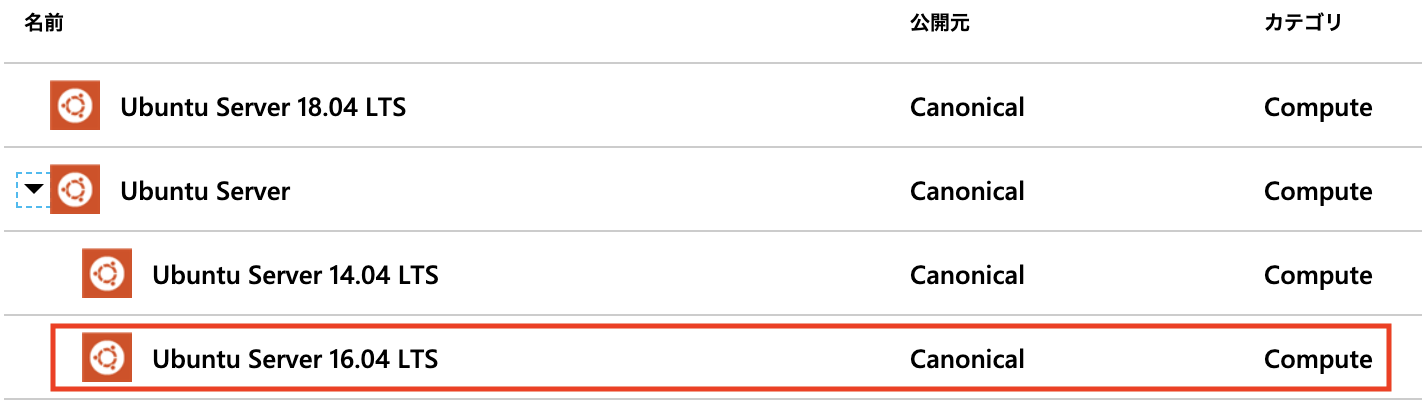 名前 公開元 カテゴリ
Ubuntu Server 18.04 LTS Canonical Compute
Ubuntu Server Canonical Compute
Ubuntu Server 14.04 LTS Canonical Compute
Ubuntu Server 16.04 LTS Canonical Compute